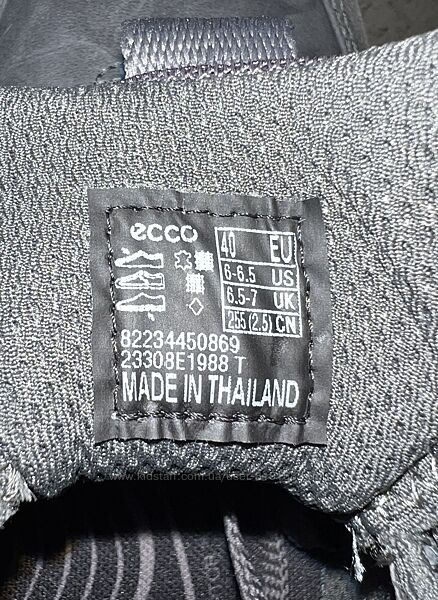 ecco
40 EU
6-6.5 US
6.5-7 UK
255 (2.5) CN
82234450869
23308E1988 T
MADE IN THAILAND